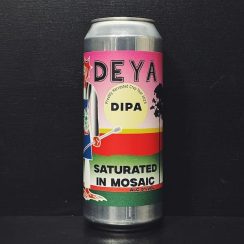 DEYA
DIPA
SATURATED
IN MOSAIC